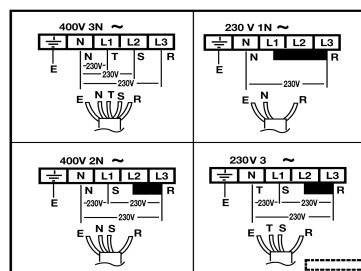 400V 3N ~
N L1 L2 L3
E N T S R
-230V-
230V
230V
E N T S R
230 V 1N ~
N L1 L2 L3
E N R
230V
E N R
400V 2N ~
N L1 L2 L3
E N S R
-230V- 230V
230V
E N S R
230V 3 ~
N L1 L2 L3
E T S R
-230V- 230V
230V
E T S R